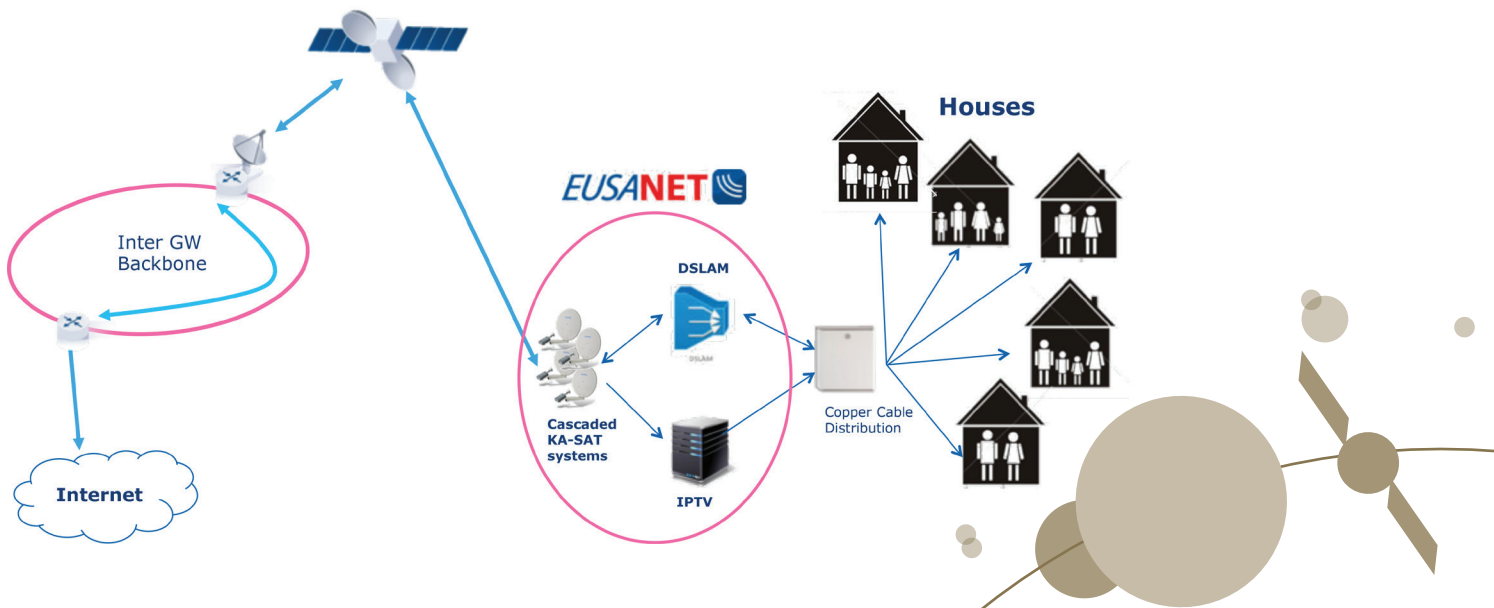 Houses
EUSANET
Inter GW
Backbone
DSLAM
DSLAM
Cascaded
KA-SAT
systems
Copper Cable
Distribution
IPTV
Internet